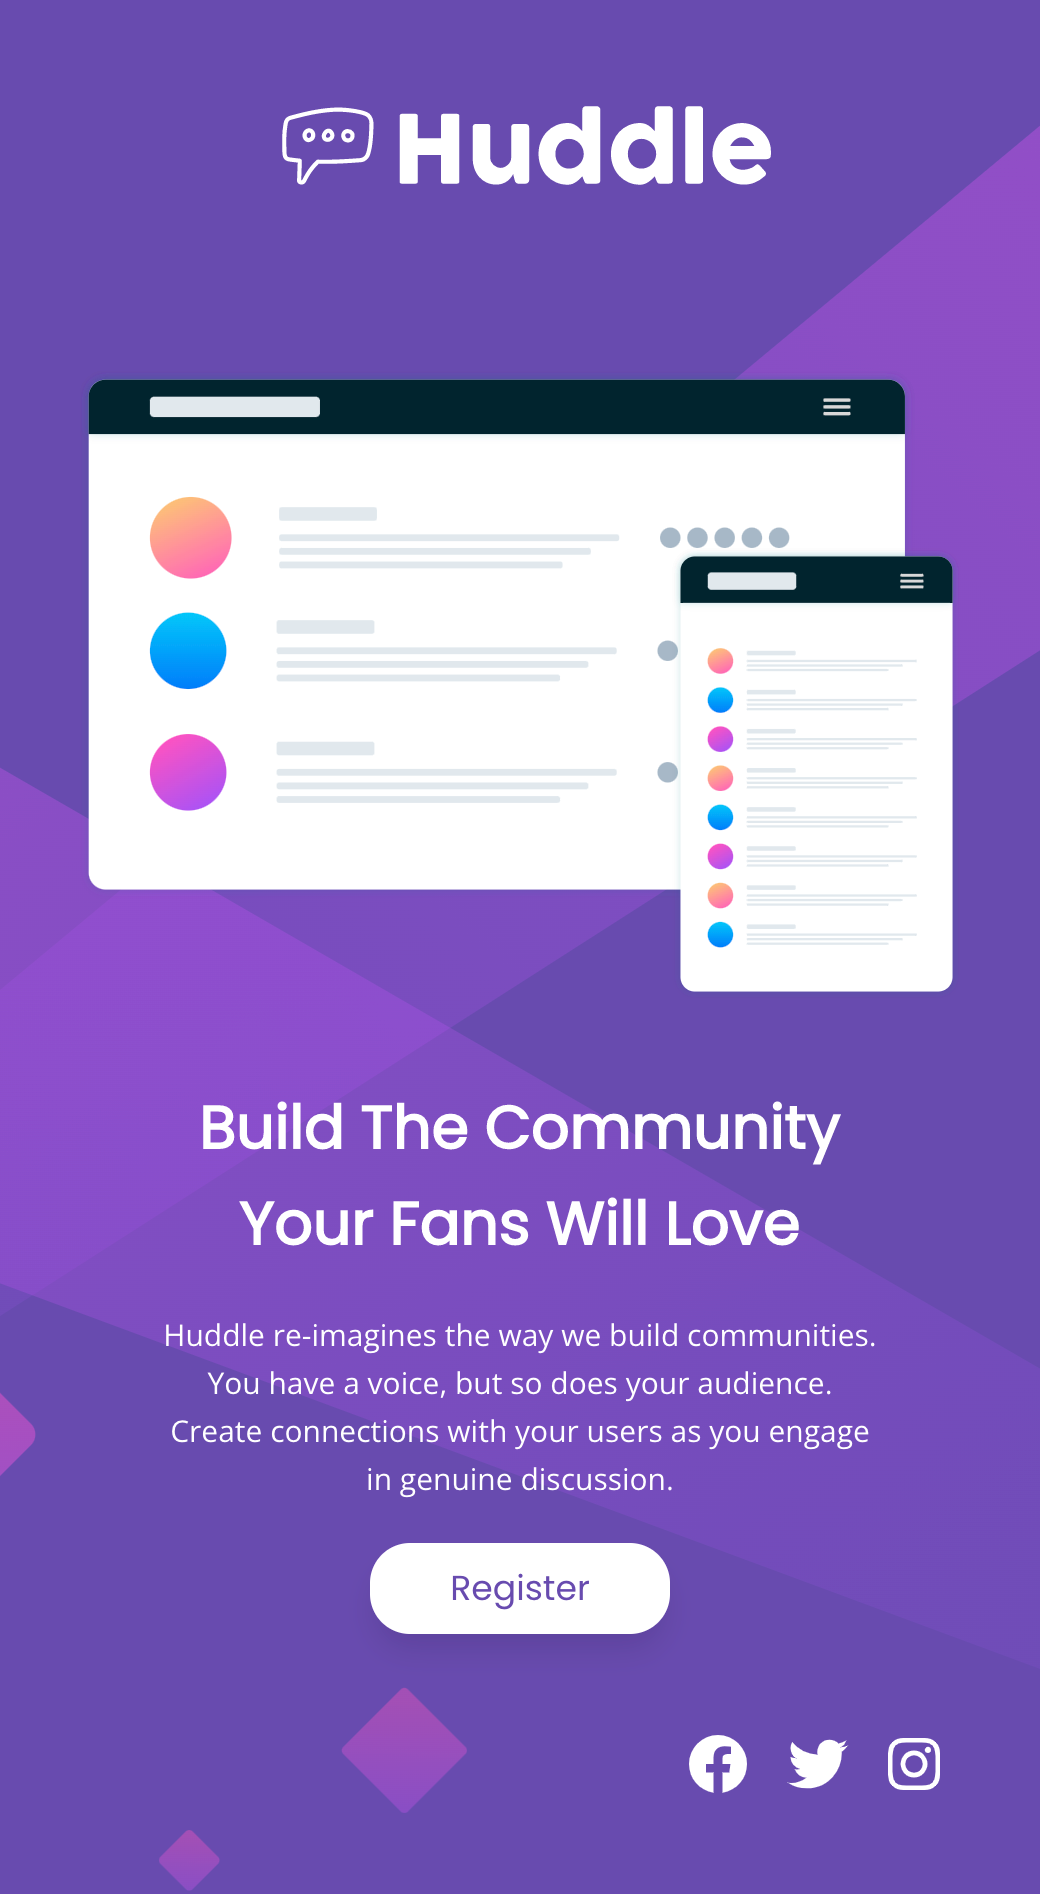 Huddle
Build The Community
Your Fans Will Love
Huddle re-imagines the way we build communities.
You have a voice, but so does your audience.
Create connections with your users as you engage
in genuine discussion.
Register